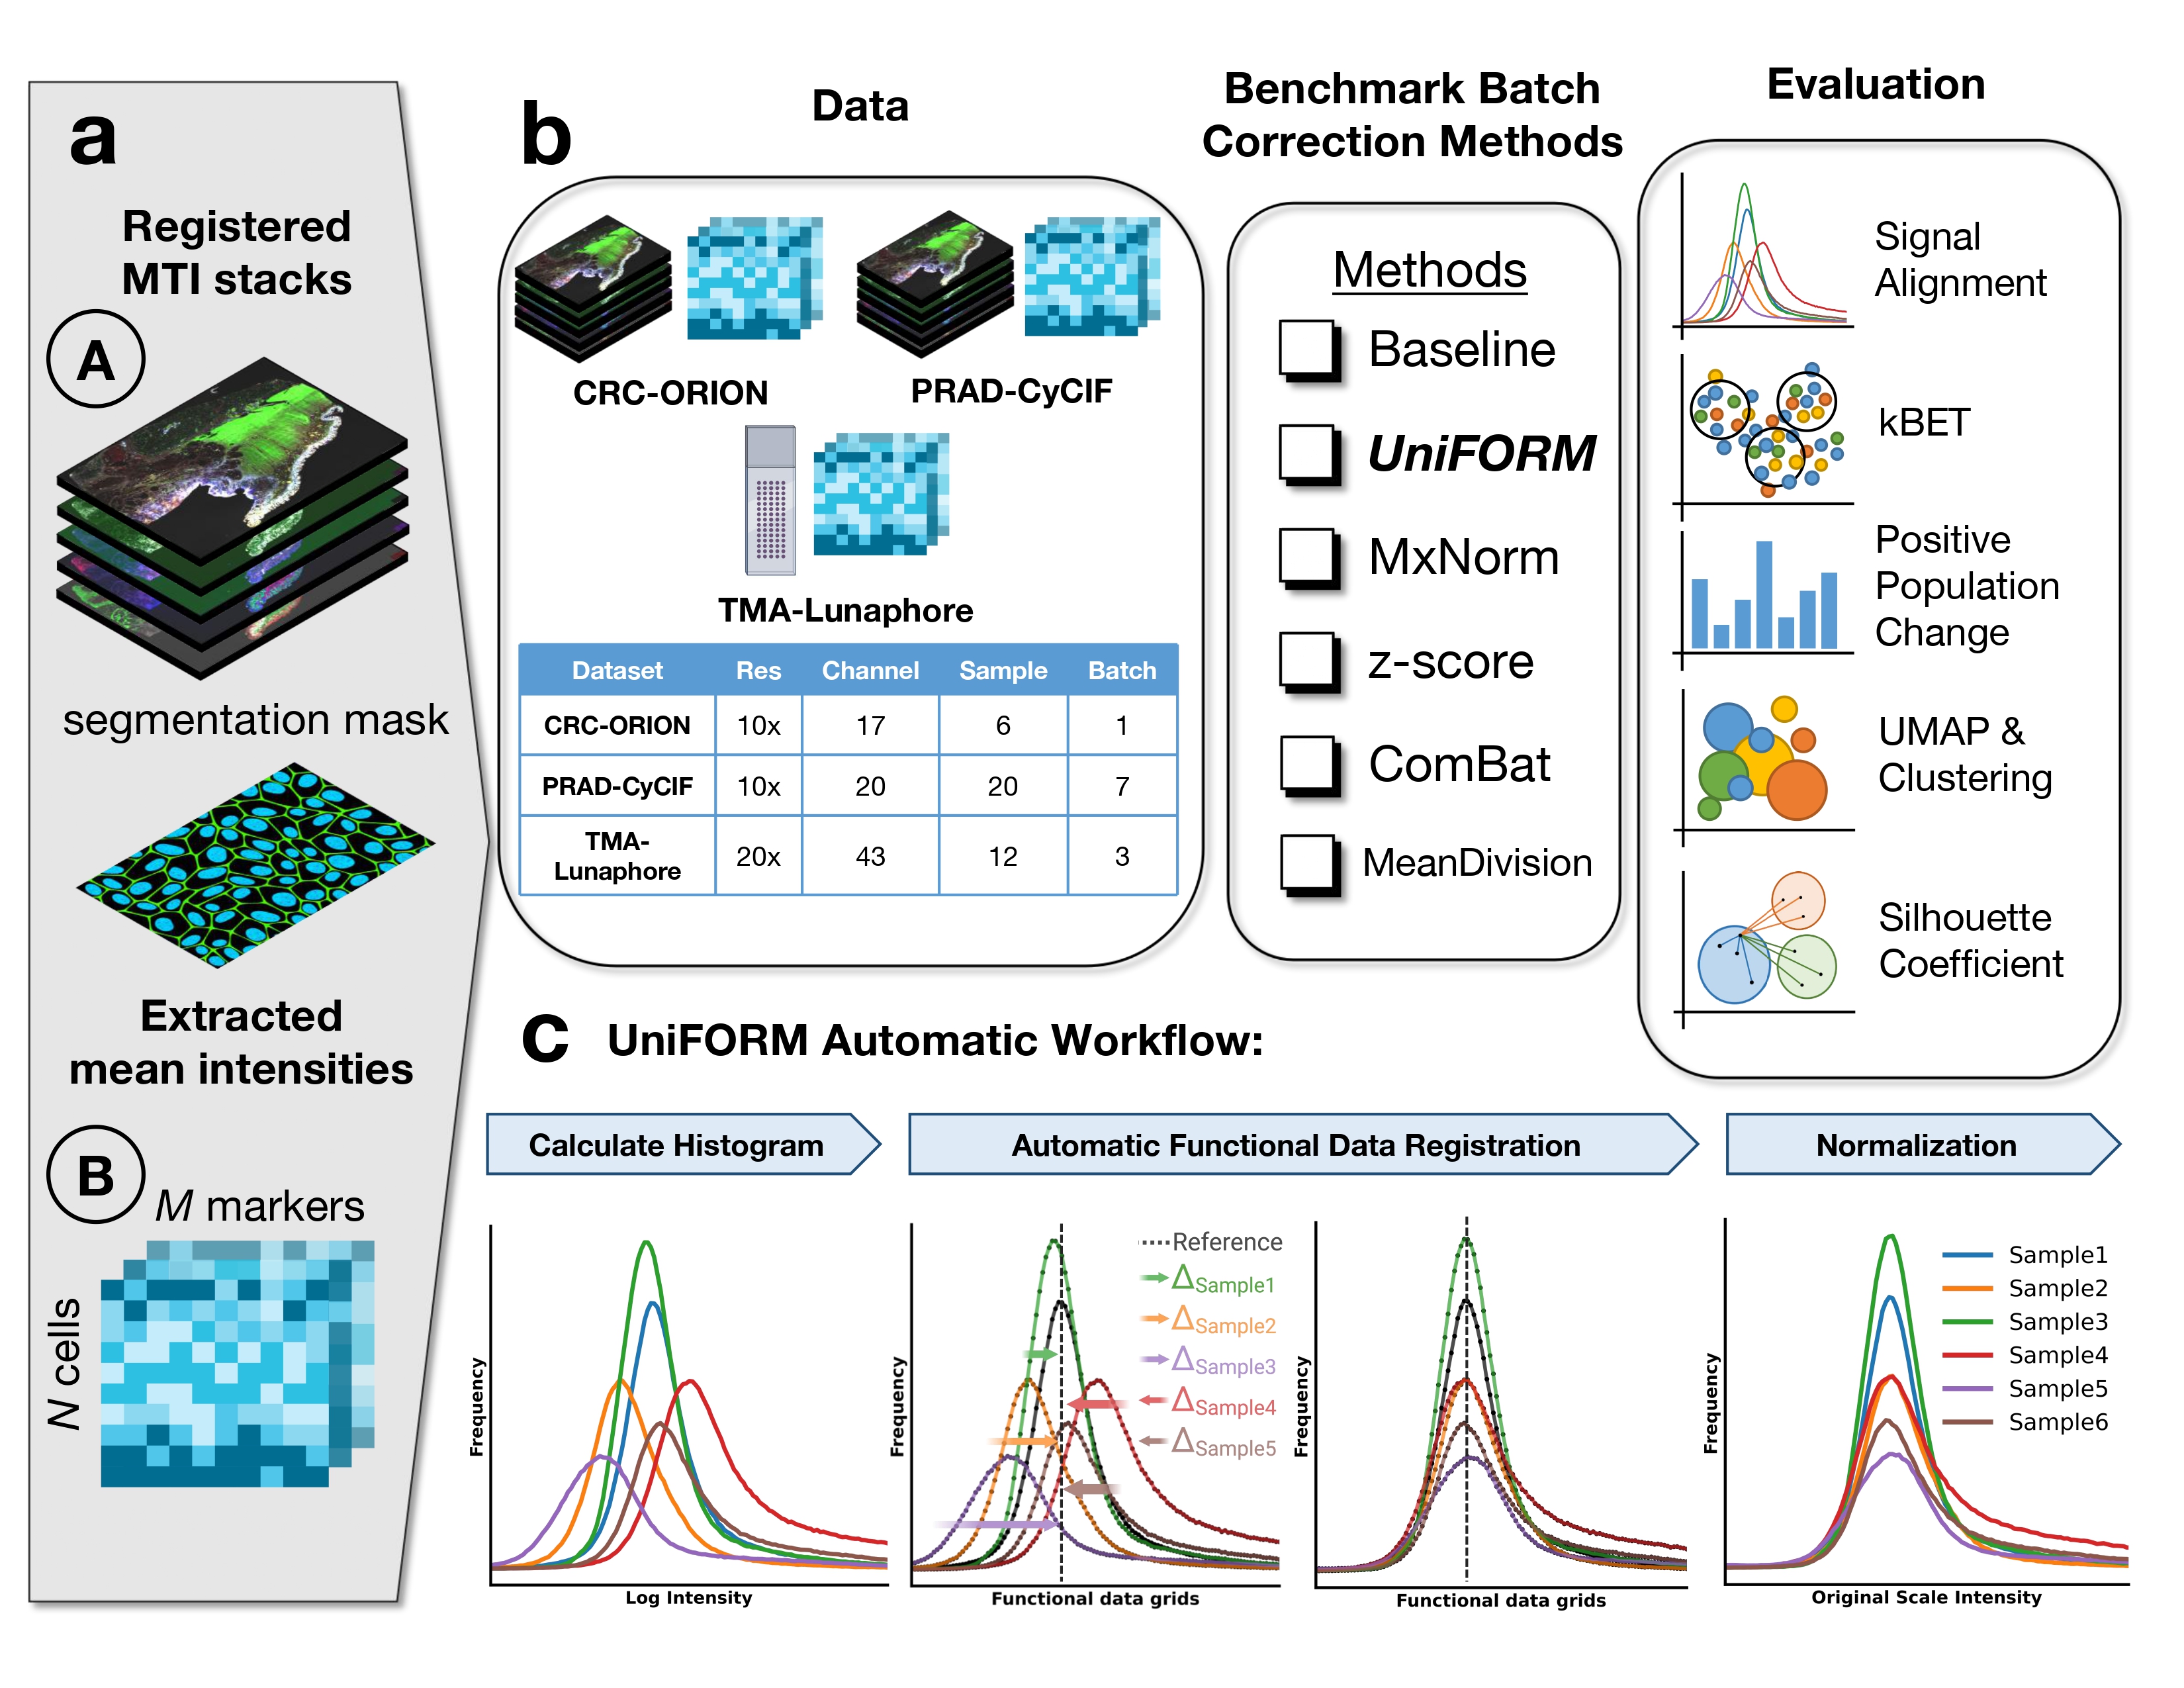 a
Registered
MTI stacks
A
segmentation mask
Extracted
mean intensities
B
M markers
N cells
b
Data
CRC-ORION
PRAD-CyCIF
TMA-Lunaphore
Dataset Res Channel Sample Batch
CRC-ORION 10x 17 6 1
PRAD-CyCIF 10x 20 20 7
TMA-
Lunaphore 20x 43 12 3
Benchmark Batch
Correction Methods
Methods
Baseline
UniFORM
MxNorm
z-score
ComBat
MeanDivision
Evaluation
Signal
Alignment
kBET
Positive
Population
Change
UMAP &
Clustering
Silhouette
Coefficient
c UniFORM Automatic Workflow:
Calculate Histogram
Automatic Functional Data Registration
Normalization
Frequency
Log Intensity
Frequency
Reference
ΔSample1
ΔSample2
ΔSample3
ΔSample4
ΔSample5
Functional data grids
Frequency
Functional data grids
Frequency
Sample1
Sample2
Sample3
Sample4
Sample5
Sample6
Original Scale Intensity